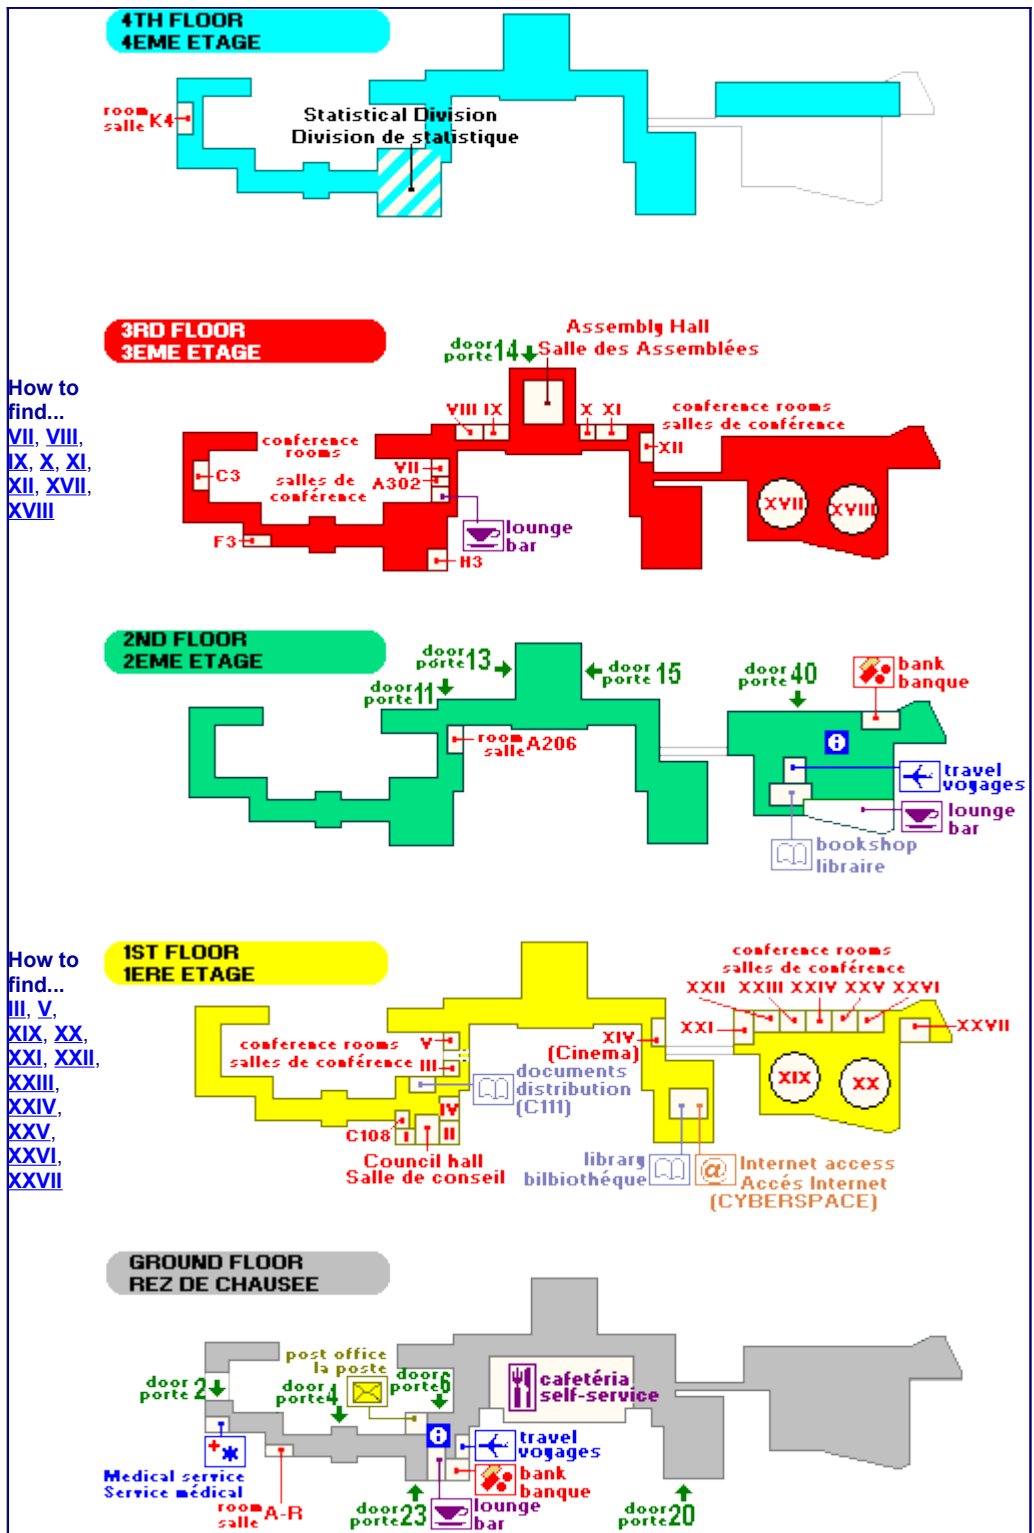 4TH FLOOR
4EME ETAGE
room
salle K4
Statistical Division
Division de statistique
3RD FLOOR
3EME ETAGE
Assembly Hall
Salle des Assemblées
door
porte 14
How to
find...
VII, VIII,
IX, X, XI,
XII, XVII,
XVIII
VIII IX
X XI
conference rooms
salles de conférence
XII
conference
rooms
salles de
conférence
C3
VII
A302
XVII
XVIII
lounge
bar
F3
H3
2ND FLOOR
2EME ETAGE
door
porte 13
door
porte 11
door
porte 15
door
porte 40
bank
banque
room
salle A206
travel
voyages
lounge
bar
bookshop
libraire
1ST FLOOR
1ERE ETAGE
How to
find...
III, V,
XIX, XX,
XXI, XXII,
XXIII,
XXIV,
XXV,
XXVI,
XXVII
conference rooms
salles de conférence
XXII XXIII XXIV XXV XXVI
XXI
XXVII
XIV
(Cinema)
conference rooms
salles de conférence
V
III
documents
distribution
(C111)
XIX
XX
IV
C108
I
II
Council hall
Salle de conseil
library
bilbiothéque
@
Internet access
Accés Internet
(CYBERSPACE)
GROUND FLOOR
REZ DE CHAUSEE
post office
la poste
door
porte 2
door
porte 4
door
porte 6
cafetéria
self-service
travel
voyages
Medical service
Service médical
room
salle A-R
bank
banque
door
porte 23
lounge
bar
door
porte 20